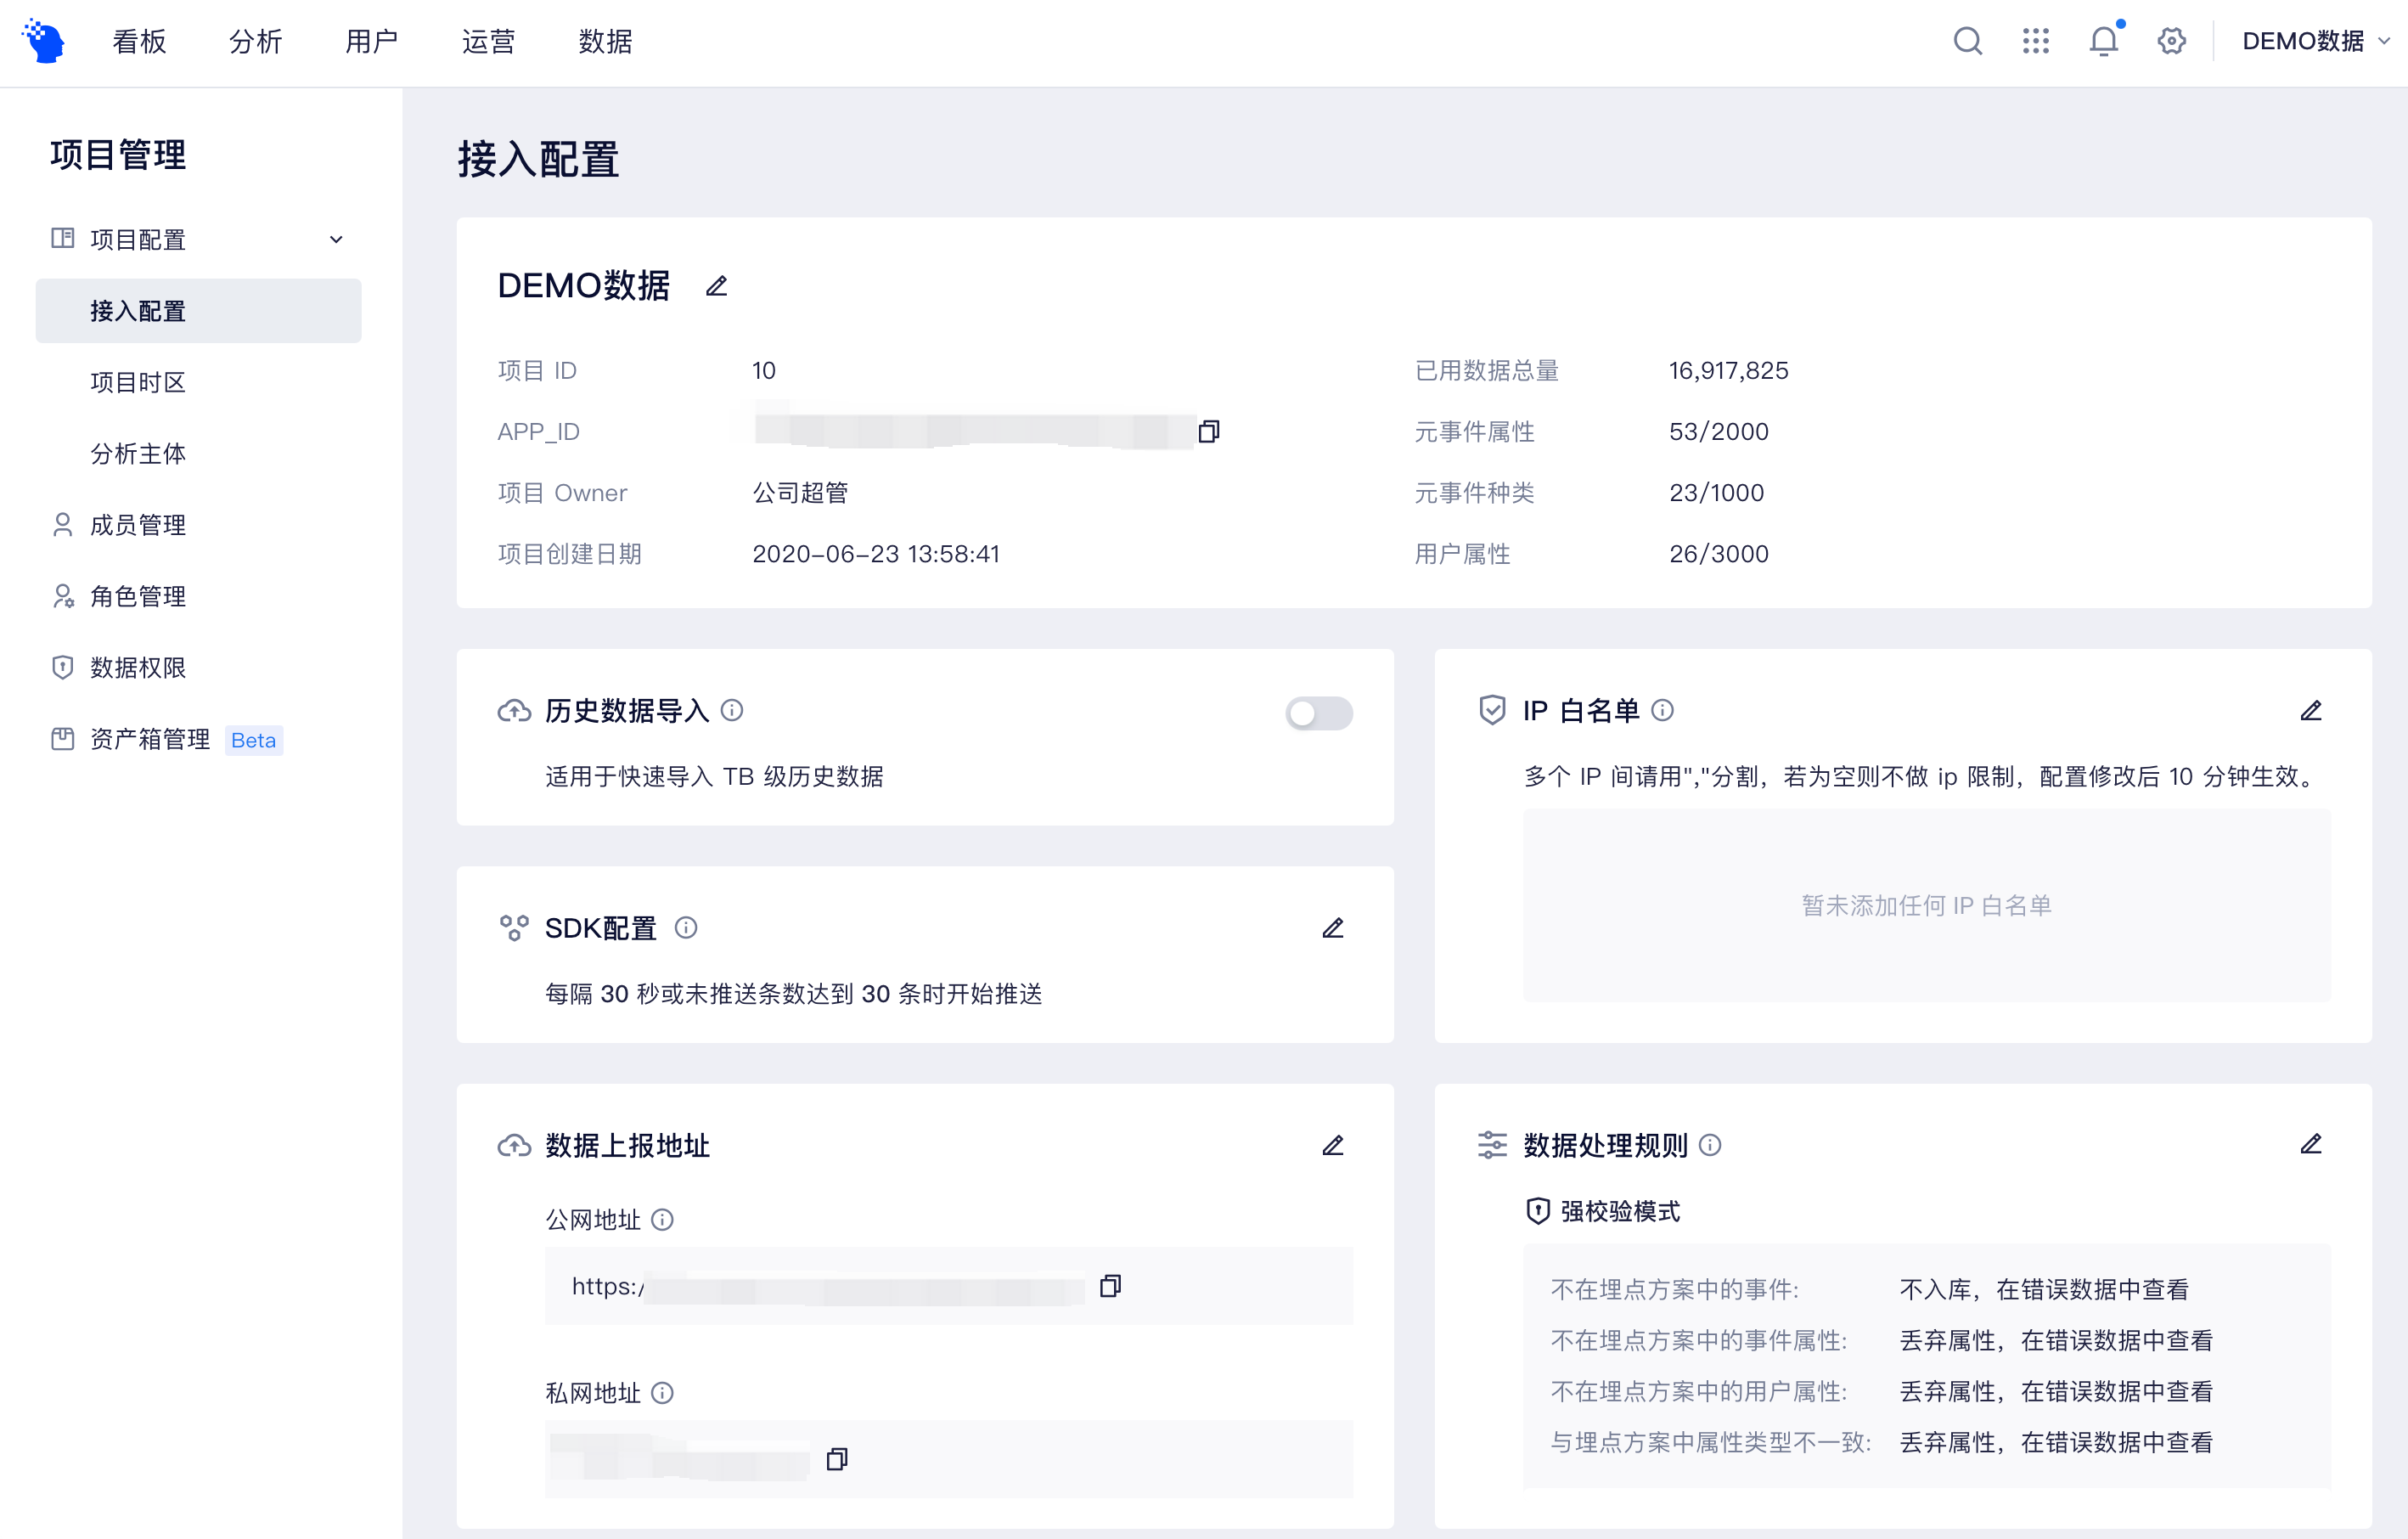 看板 分析 用户 运营 数据 DEMO数据
项目管理
项目配置
接入配置
项目时区
分析主体
成员管理
角色管理
数据权限
资产箱管理 Beta
接入配置
DEMO数据
项目 ID 10
APP_ID
项目 Owner 公司超管
项目创建日期 2020-06-23 13:58:41
已用数据总量 16,917,825
元事件属性 53/2000
元事件种类 23/1000
用户属性 26/3000
历史数据导入
适用于快速导入 TB 级历史数据
IP 白名单
多个 IP 间请用","分割，若为空则不做 ip 限制，配置修改后 10 分钟生效。
暂未添加任何 IP 白名单
SDK配置
每隔 30 秒或未推送条数达到 30 条时开始推送
数据上报地址
公网地址
https:/
私网地址
数据处理规则
强校验模式
不在埋点方案中的事件: 不入库，在错误数据中查看
不在埋点方案中的事件属性: 丢弃属性，在错误数据中查看
不在埋点方案中的用户属性: 丢弃属性，在错误数据中查看
与埋点方案中属性类型不一致: 丢弃属性，在错误数据中查看